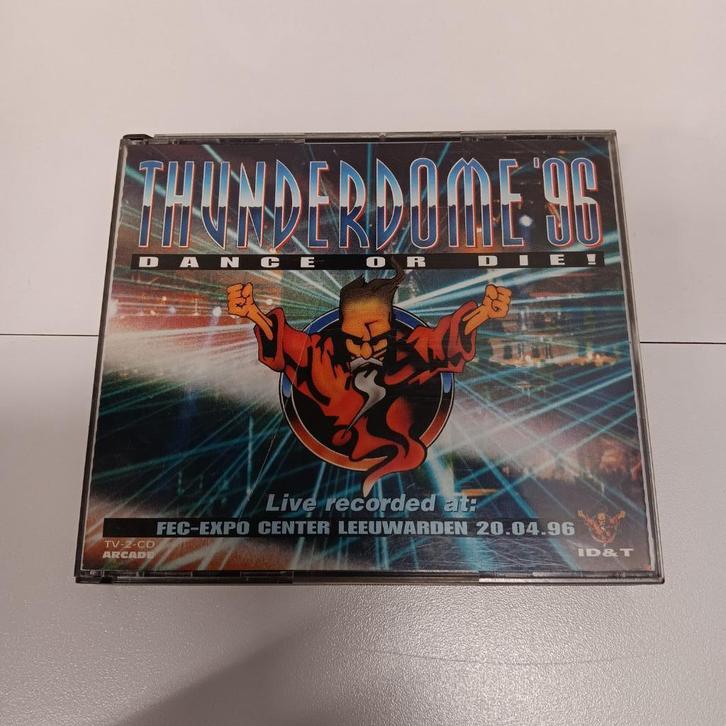 THUNDERDOME '96
DANCE OR DIE!
Live recorded at:
FEC-EXPO CENTER LEEUWARDEN 20.04.96
TV-2-CD
ARCADE
ID&T